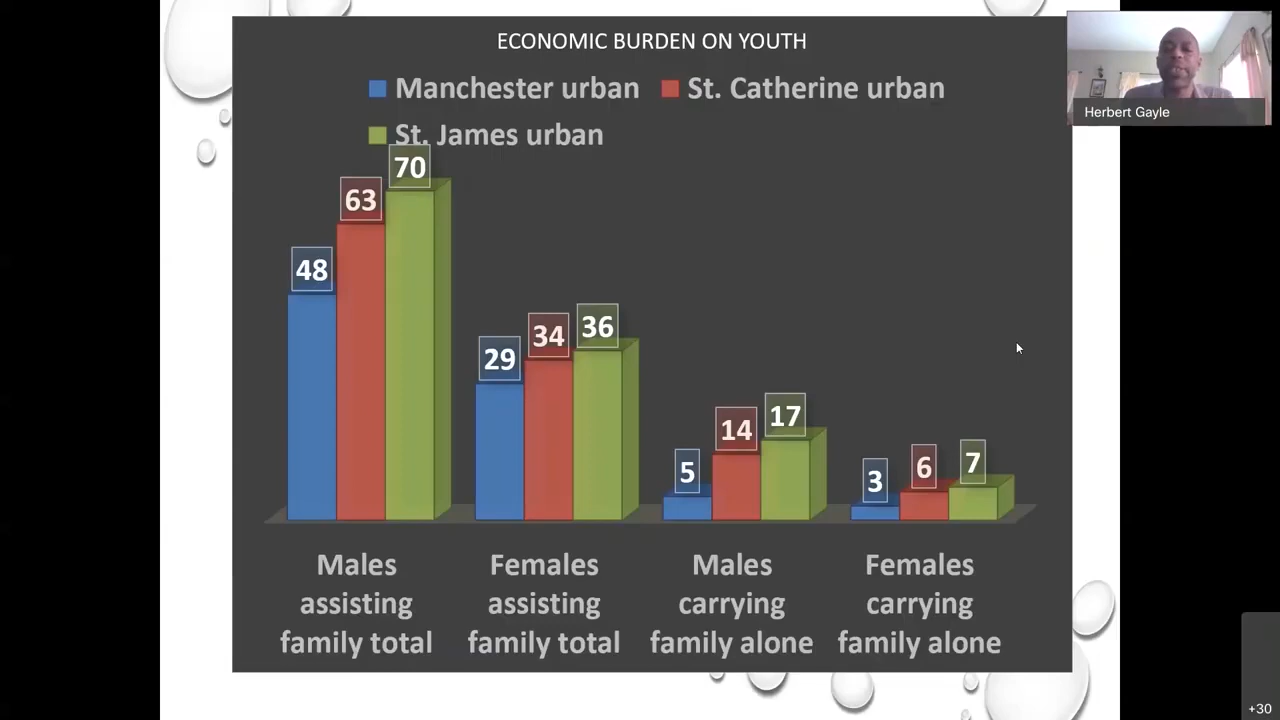 ECONOMIC BURDEN ON YOUTH
Manchester urban St. Catherine urban
St. James urban
Herbert Gayle
48 63 70
29 34 36
5 14 17
3 6 7
Males
assisting
family total
Females
assisting
family total
Males
carrying
family alone
Females
carrying
family alone
+30